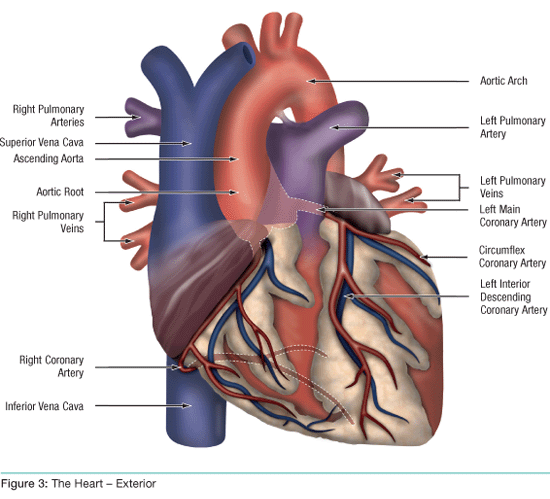 Right Pulmonary
Arteries
Superior Vena Cava
Ascending Aorta
Aortic Root
Right Pulmonary
Veins
Right Coronary
Artery
Inferior Vena Cava
Aortic Arch
Left Pulmonary
Artery
Left Pulmonary
Veins
Left Main
Coronary Artery
Circumflex
Coronary Artery
Left Interior
Descending
Coronary Artery
Figure 3: The Heart – Exterior